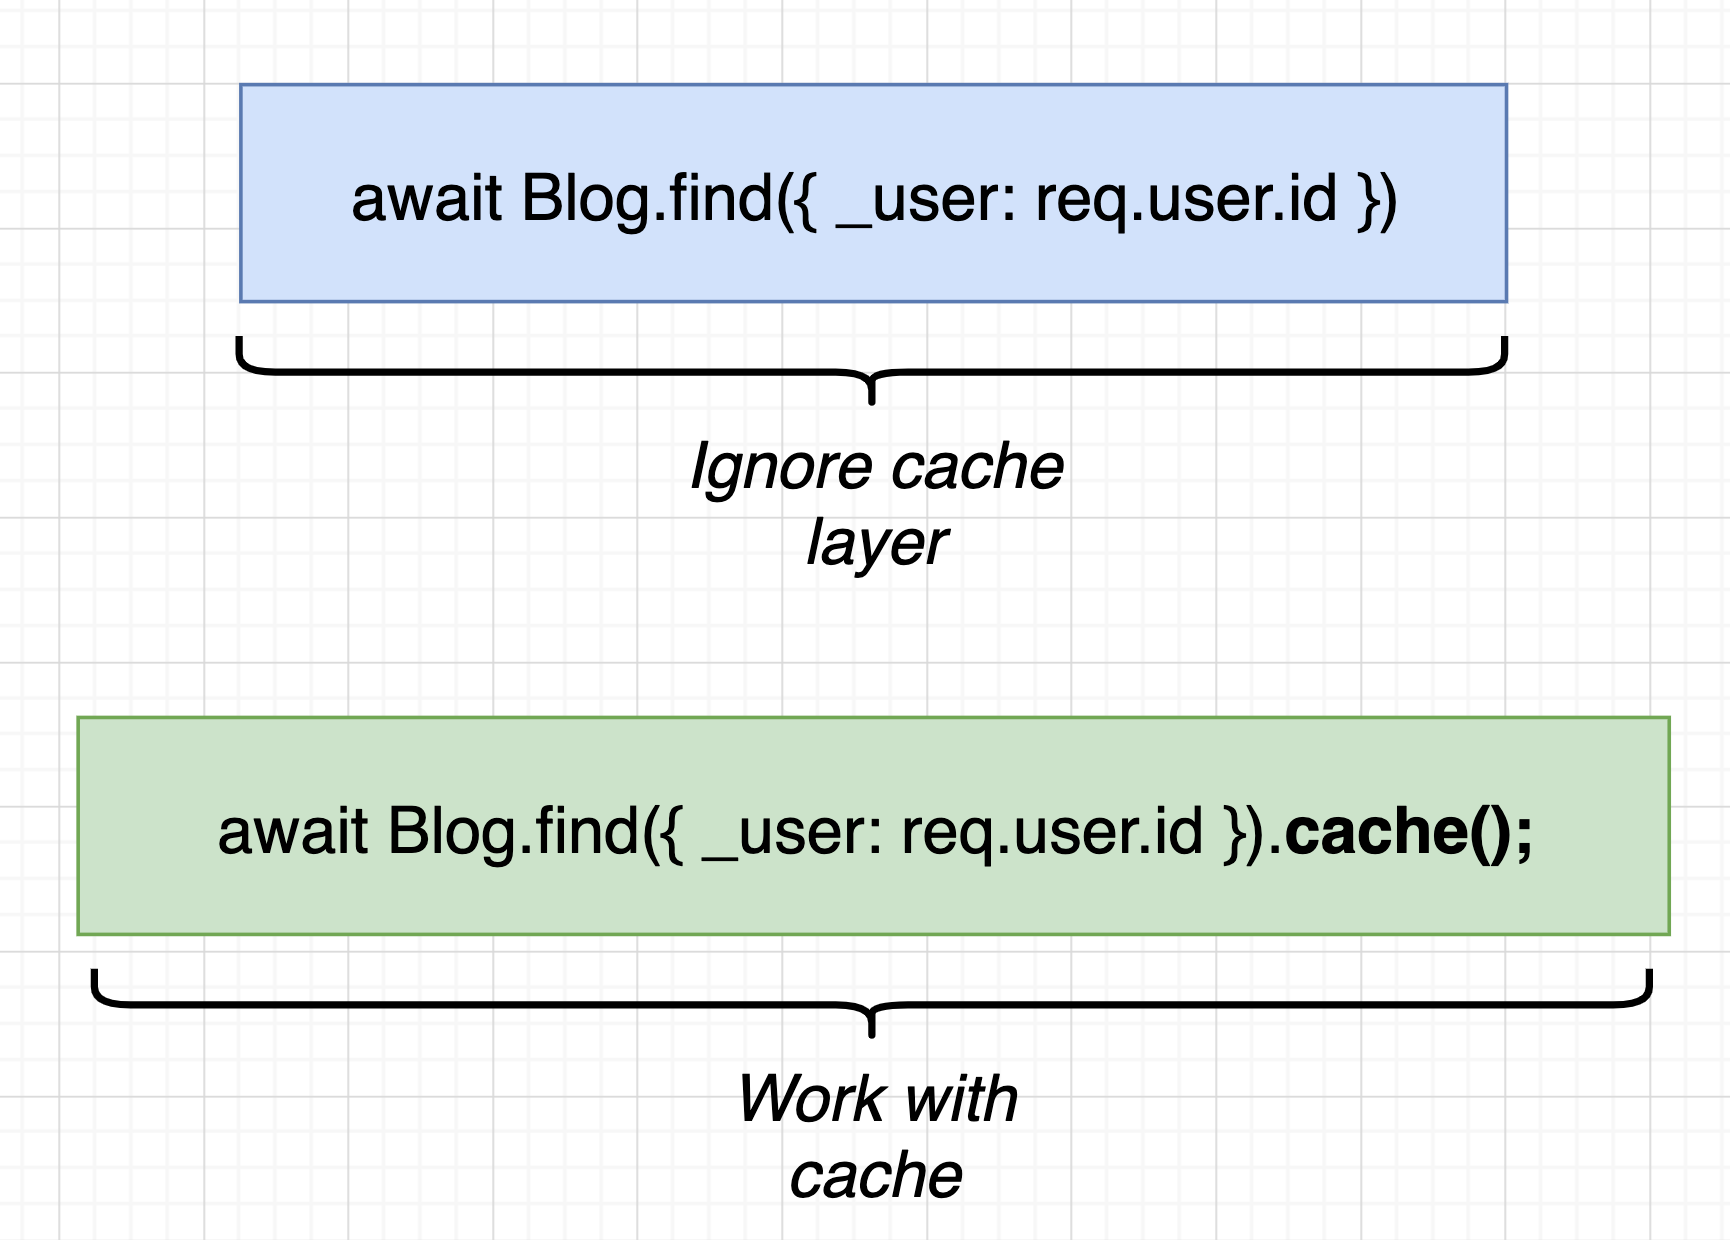 await Blog.find({ _user: req.user.id })
Ignore cache
layer
await Blog.find({ _user: req.user.id }).cache();
Work with
cache